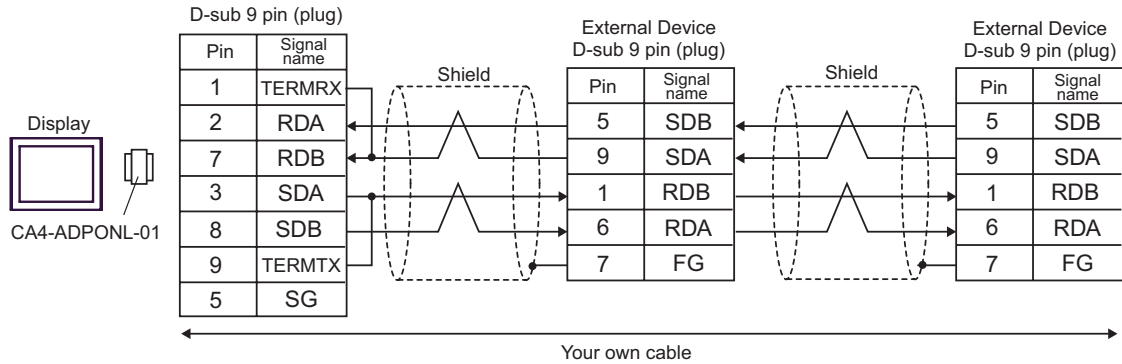 D-sub 9 pin (plug)
External Device
D-sub 9 pin (plug)
External Device
D-sub 9 pin (plug)
Display
CA4-ADPONL-01
Pin Signal name
1 TERMRX
2 RDA
7 RDB
3 SDA
8 SDB
9 TERMTX
5 SG
Shield
Pin Signal name
5 SDB
9 SDA
1 RDB
6 RDA
7 FG
Shield
Pin Signal name
5 SDB
9 SDA
1 RDB
6 RDA
7 FG
Your own cable